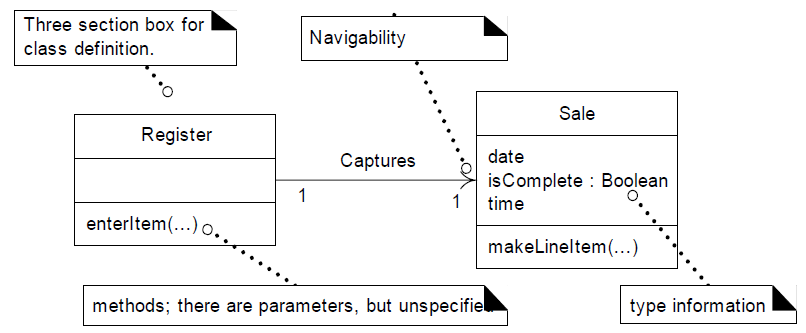 Three section box for
class definition.
Navigability
Register
Sale
Captures
date
isComplete : Boolean
time
1
1
enterItem(...)
makeLineItem(...)
methods; there are parameters, but unspecified
type information